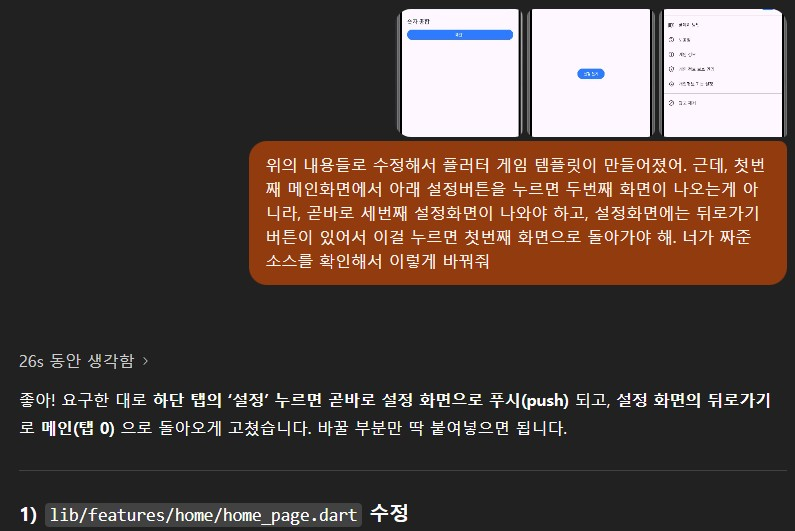 숫자 조합
위의 내용들로 수정해서 플러터 게임 템플릿이 만들어졌어. 근데, 첫번
째 메인화면에서 아래 설정버튼을 누르면 두번째 화면이 나오는게 아
니라, 곧바로 세번째 설정화면이 나와야 하고, 설정화면에는 뒤로가기
버튼이 있어서 이걸 누르면 첫번째 화면으로 돌아가야 해. 너가 짜준
소스를 확인해서 이렇게 바꿔줘
26s 동안 생각함 >
좋아! 요구한 대로 하단 탭의 ‘설정’ 누르면 곧바로 설정 화면으로 푸시(push) 되고, 설정 화면의 뒤로가기
로 메인(탭 0) 으로 돌아오게 고쳤습니다. 바꿀 부분만 딱 붙여넣으면 됩니다.
1) lib/features/home/home_page.dart 수정